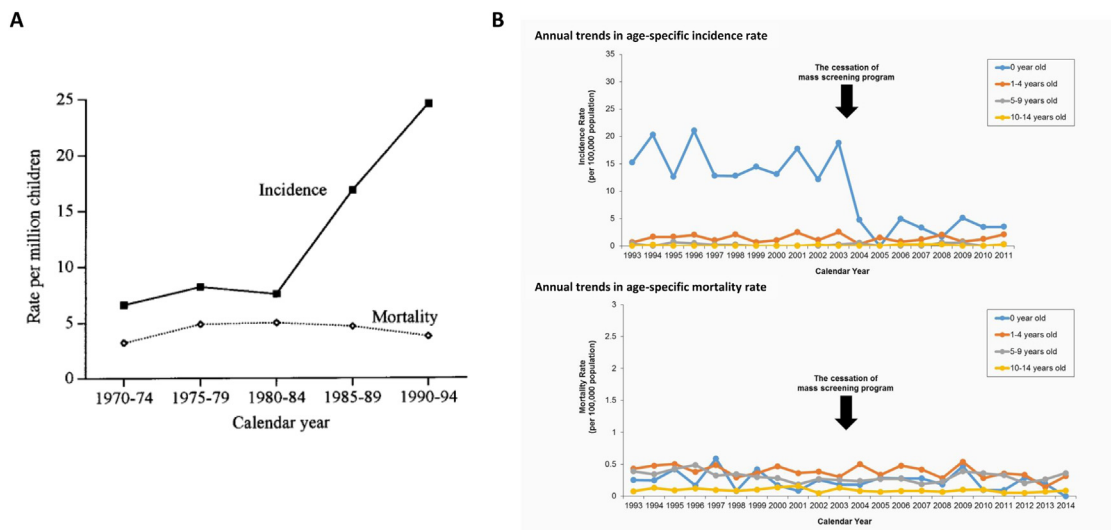 A
B
25
20
15
10
5
0
Rate per million children
Incidence
Mortality
1970-74 1975-79 1980-84 1985-89 1990-94
Calendar year
Annual trends in age-specific incidence rate
35
30
25
20
15
10
5
0
Incidence Rate
(per 100,000 population)
The cessation of
mass screening program
0 year old
1-4 years old
5-9 years old
10-14 years old
1993 1994 1995 1996 1997 1998 1999 2000 2001 2002 2003 2004 2005 2006 2007 2008 2009 2010 2011
Calendar Year
Annual trends in age-specific mortality rate
3
2.5
2
1.5
1
0.5
0
Mortality Rate
(per 100,000 population)
The cessation of
mass screening program
0 year old
1-4 years old
5-9 years old
10-14 years old
1993 1994 1995 1996 1997 1998 1999 2000 2001 2002 2003 2004 2005 2006 2007 2008 2009 2010 2011 2012 2013 2014
Calendar Year